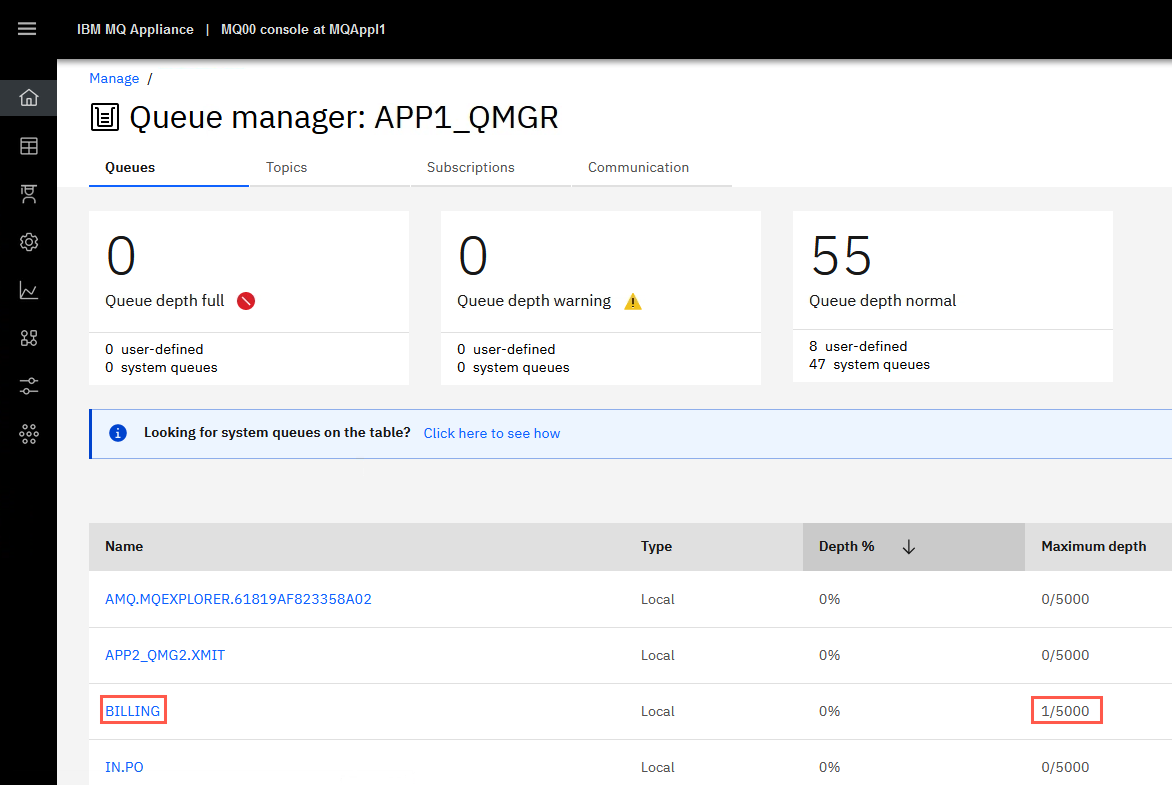 IBM MQ Appliance | MQ00 console at MQAppl1
Manage /
Queue manager: APP1_QMGR
Queues Topics Subscriptions Communication
0 0 55
Queue depth full Queue depth warning Queue depth normal
0 user-defined 0 user-defined 8 user-defined
0 system queues 0 system queues 47 system queues
Looking for system queues on the table? Click here to see how
Name Type Depth % Maximum depth
AMQ.MQEXPLORER.61819AF823358A02 Local 0% 0/5000
APP2_QMG2.XMIT Local 0% 0/5000
BILLING Local 0% 1/5000
IN.PO Local 0% 0/5000